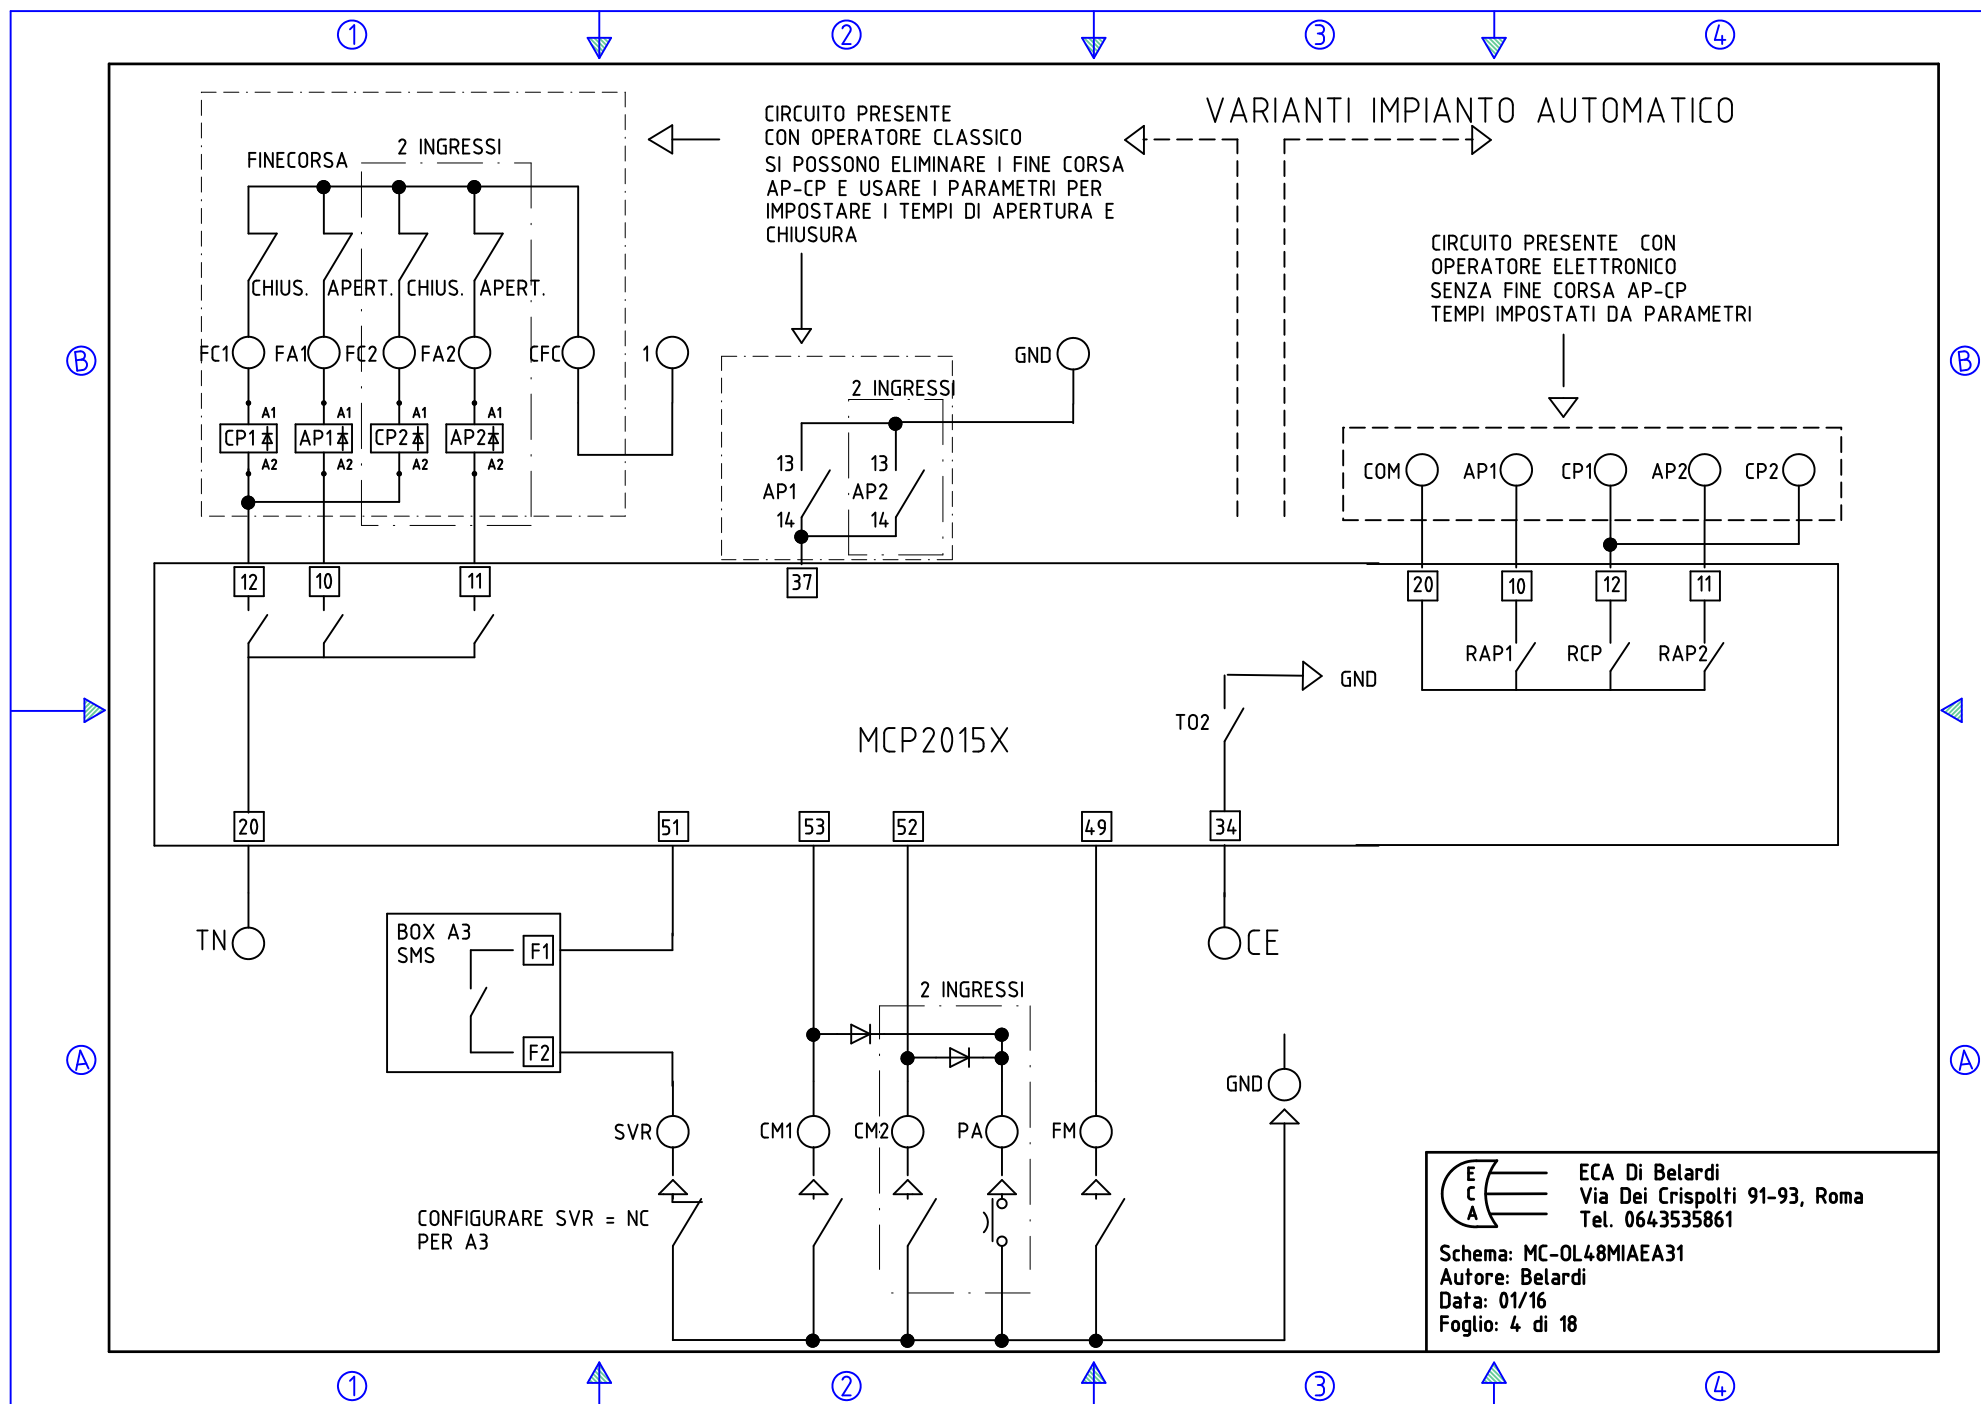 1 2 3 4
VARIANTI IMPIANTO AUTOMATICO
CIRCUITO PRESENTE
CON OPERATORE CLASSICO
SI POSSONO ELIMINARE I FINE CORSA
AP-CP E USARE I PARAMETRI PER
IMPOSTARE I TEMPI DI APERTURA E
CHIUSURA
FINECORSA
2 INGRESSI
CHIUS. APERT. CHIUS. APERT.
CIRCUITO PRESENTE CON
OPERATORE ELETTRONICO
SENZA FINE CORSA AP-CP
TEMPI IMPOSTATI DA PARAMETRI
B FC1 FA1 FC2 FA2 CFC 1 GND B
2 INGRESSI
A1 A1 A1 A1
CP1 AP1 CP2 AP2
A2 A2 A2 A2
13 13
AP1 AP2
14 14
COM AP1 CP1 AP2 CP2
12 10 11 37 20 10 12 11
RAP1 RCP RAP2
GND
TO2
MCP2015X
20 51 53 52 49 34
TN
CE
BOX A3
SMS
F1
F2
2 INGRESSI
A A
GND
SVR CM1 CM2 PA FM
CONFIGURARE SVR = NC
PER A3
E
C
A
ECA Di Belardi
Via Dei Crispolti 91-93, Roma
Tel. 0643535861
Schema: MC-OL48MIAEA31
Autore: Belardi
Data: 01/16
Foglio: 4 di 18
1 2 3 4